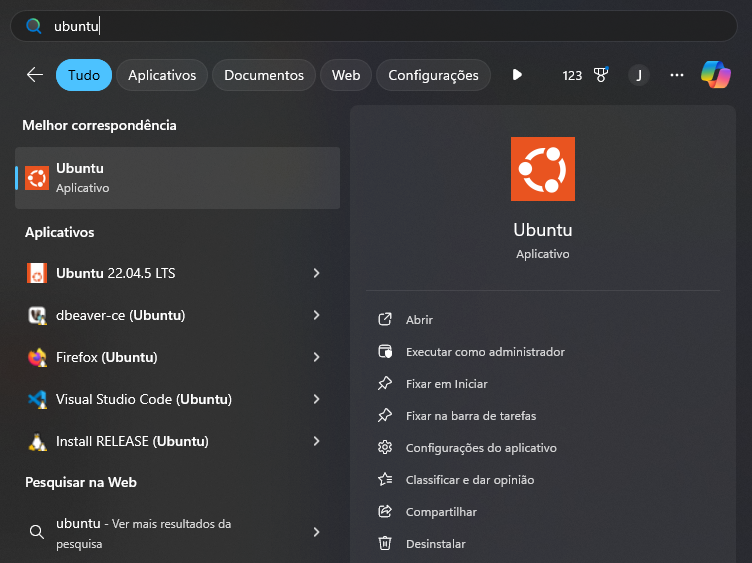 ubuntu
Tudo Aplicativos Documentos Web Configurações 123 J
Melhor correspondência
Ubuntu
Aplicativo
Aplicativos
Ubuntu 22.04.5 LTS
dbeaver-ce (Ubuntu)
Firefox (Ubuntu)
Visual Studio Code (Ubuntu)
Install RELEASE (Ubuntu)
Pesquisar na Web
ubuntu - Ver mais resultados da
pesquisa
Ubuntu
Aplicativo
Abrir
Executar como administrador
Fixar em Iniciar
Fixar na barra de tarefas
Configurações do aplicativo
Classificar e dar opinião
Compartilhar
Desinstalar